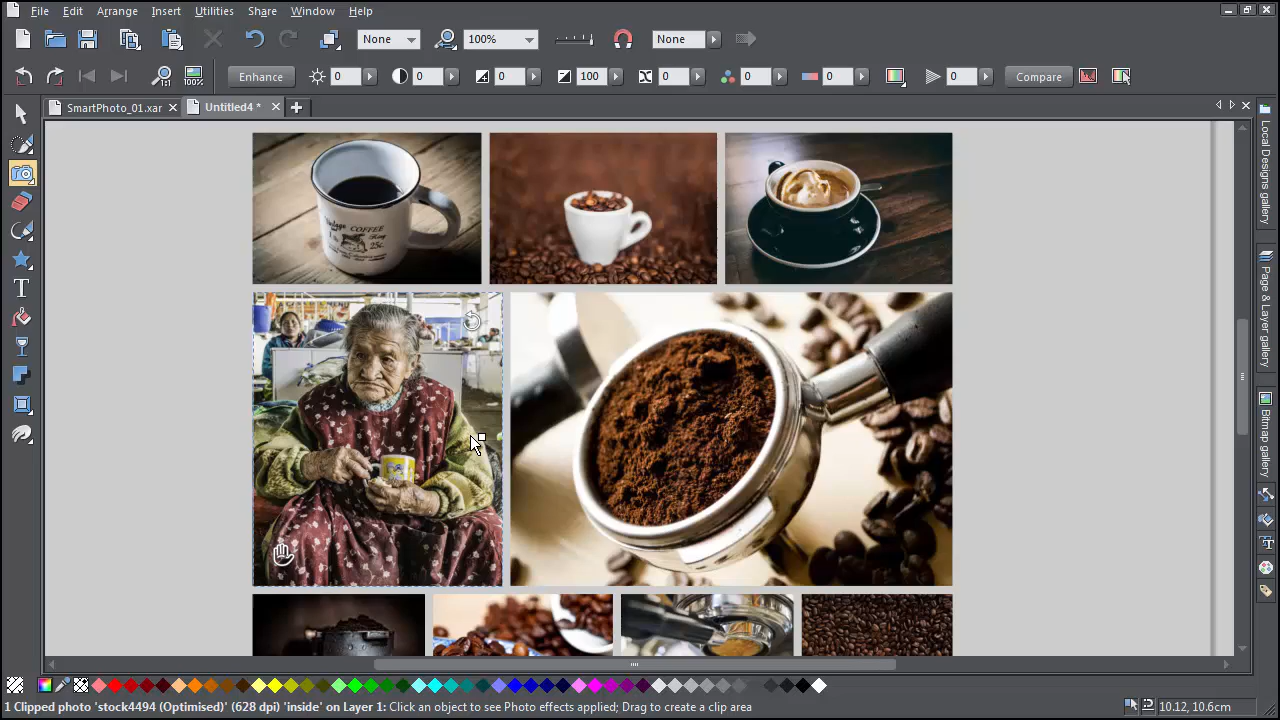 File Edit Arrange Insert Utilities Share Window Help
None 100% None
Enhance 0 0 0 100 0 0 0 0 Compare
SmartPhoto_01.xar Untitled4 *
Local Designs gallery
Page & Layer gallery
Bitmap gallery
COFFEE
25c.
T
1 Clipped photo 'stock4494 (Optimised)' (628 dpi) 'inside' on Layer 1: Click an object to see Photo effects applied; Drag to create a clip area
10.12, 10.6cm